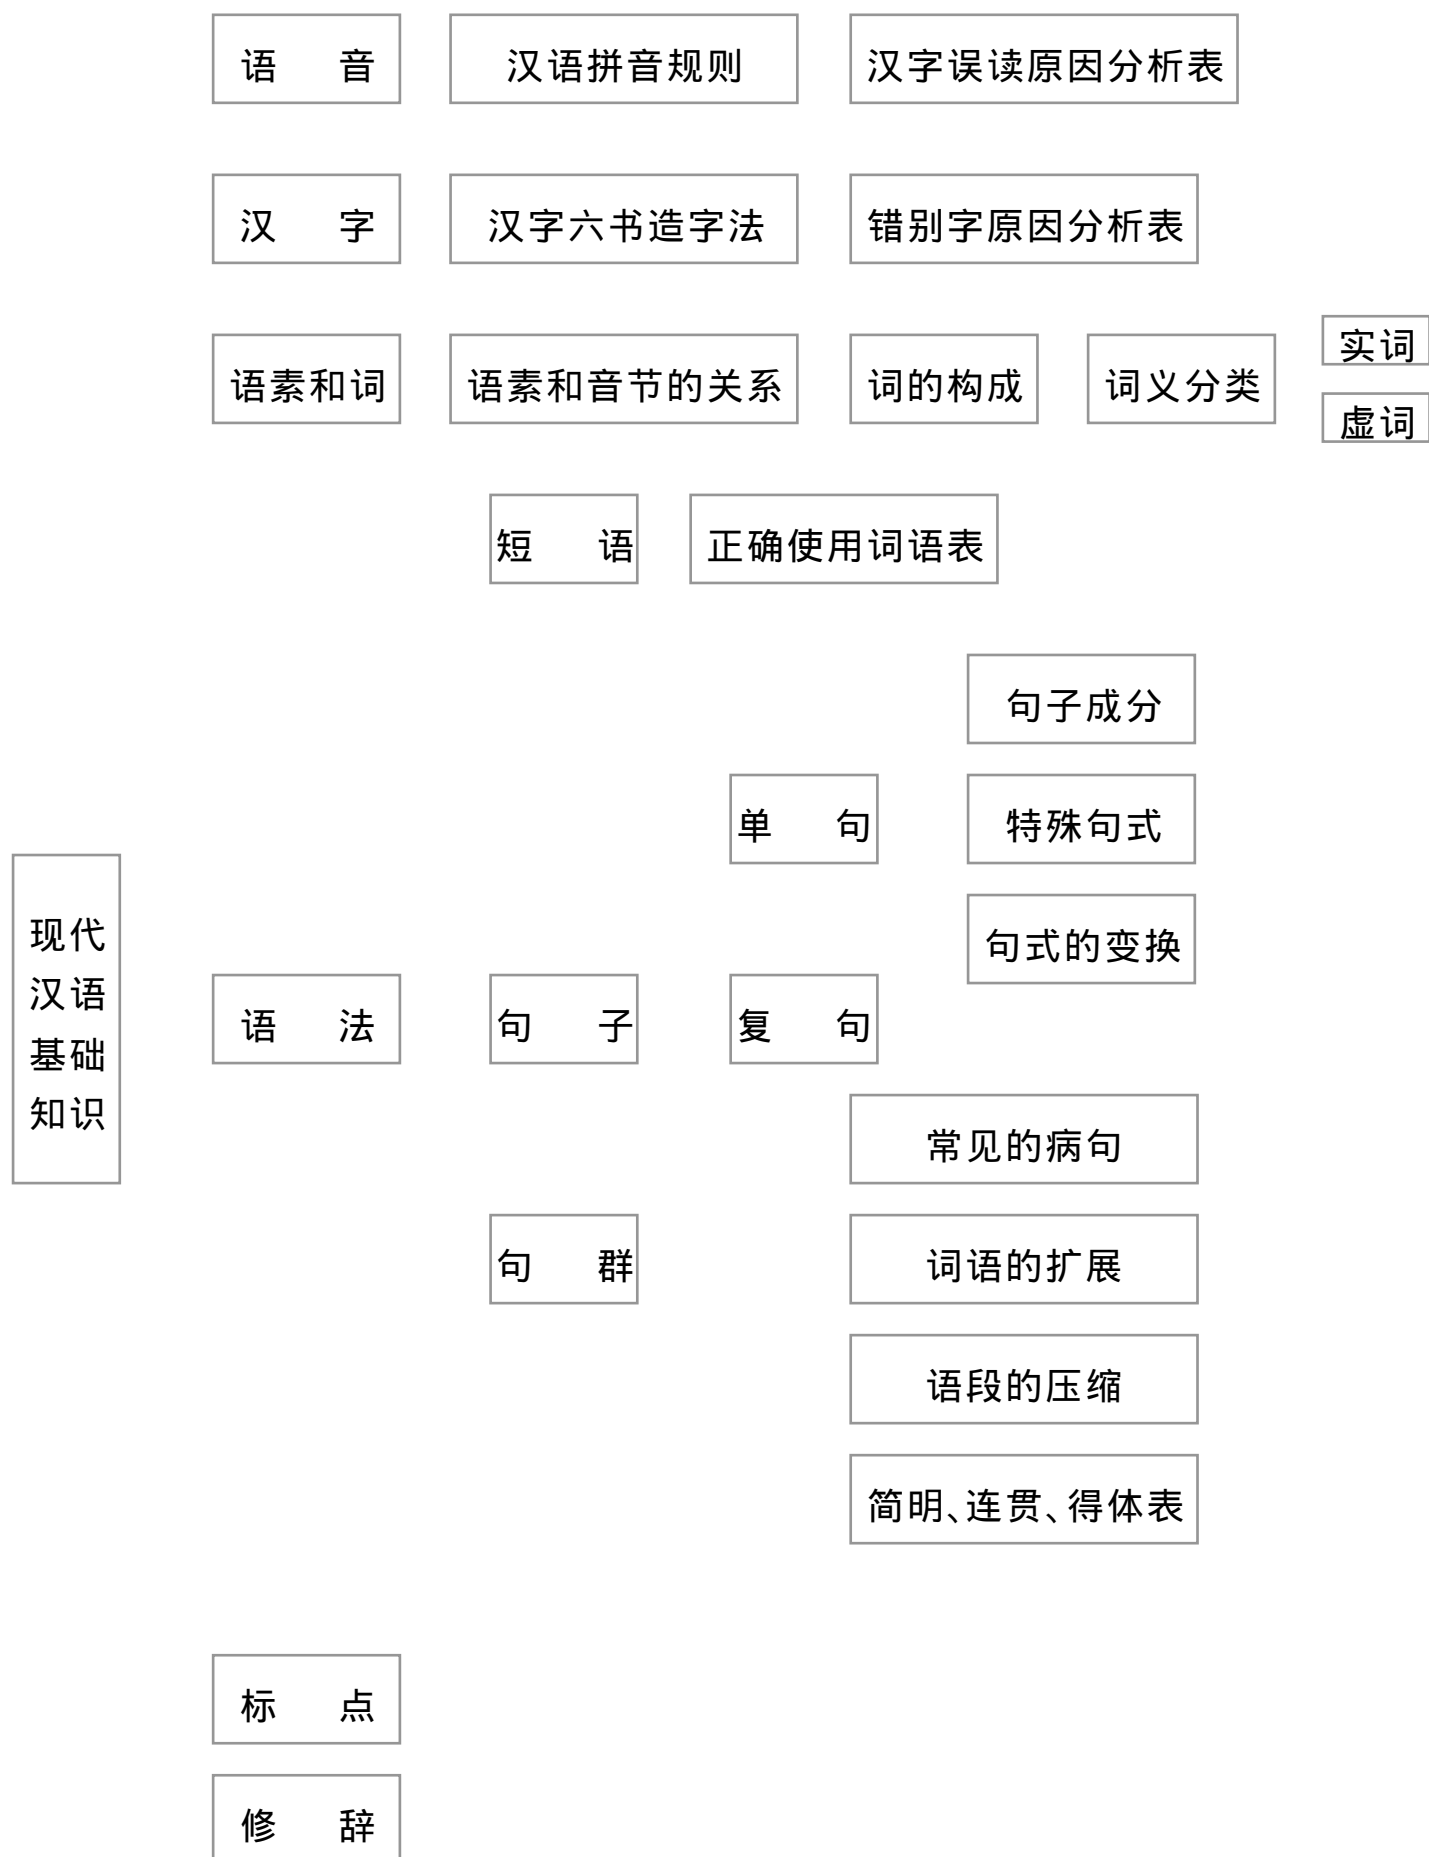 语 音 汉语拼音规则 汉字误读原因分析表
汉 字 汉字六书造字法 错别字原因分析表
实词
语素和词 语素和音节的关系 词的构成 词义分类
虚词
短 语 正确使用词语表
句子成分
单 句 特殊句式
句式的变换
现代
汉语
基础
知识
语 法 句 子 复 句
常见的病句
句 群 词语的扩展
语段的压缩
简明、连贯、得体表
标 点
修 辞